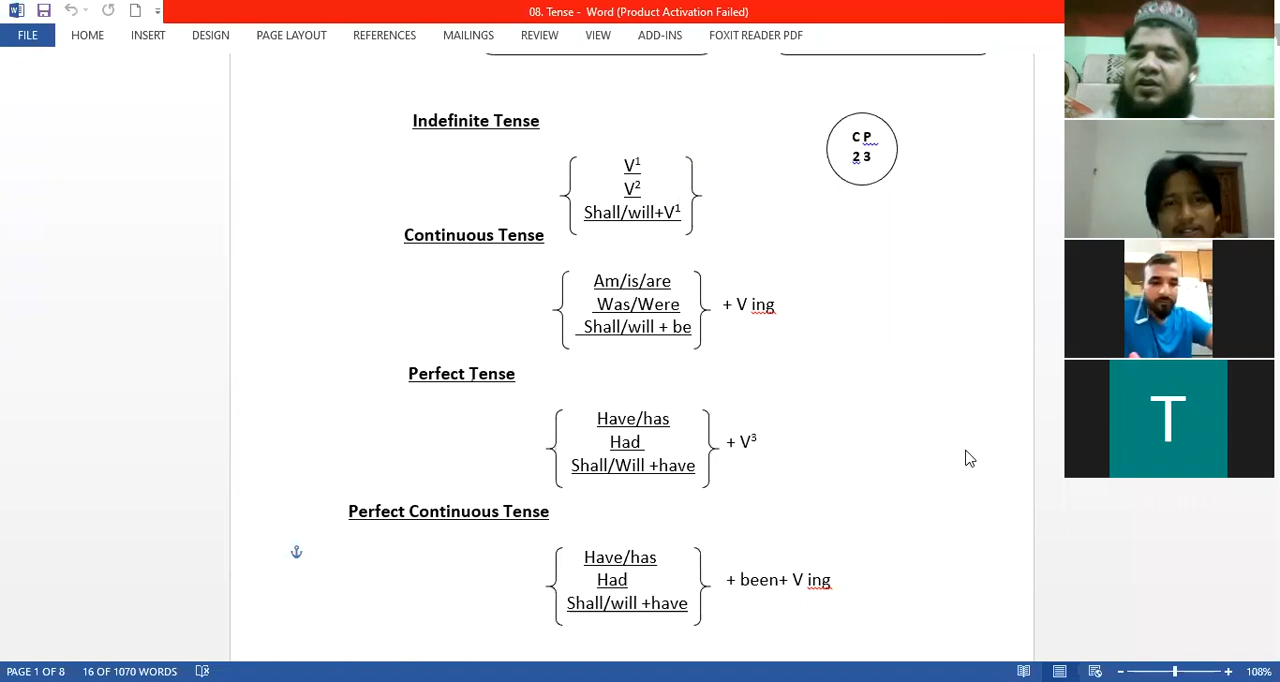 08. Tense - Word (Product Activation Failed)
FILE HOME INSERT DESIGN PAGE LAYOUT REFERENCES MAILINGS REVIEW VIEW ADD-INS FOXIT READER PDF
Indefinite Tense
C P
2 3
V¹
V²
Shall/will+V¹
Continuous Tense
Am/is/are
Was/Were + V ing
Shall/will + be
Perfect Tense
Have/has
Had + V³
Shall/Will +have
Perfect Continuous Tense
Have/has
Had + been+ V ing
Shall/will +have
T
PAGE 1 OF 8 16 OF 1070 WORDS 108%